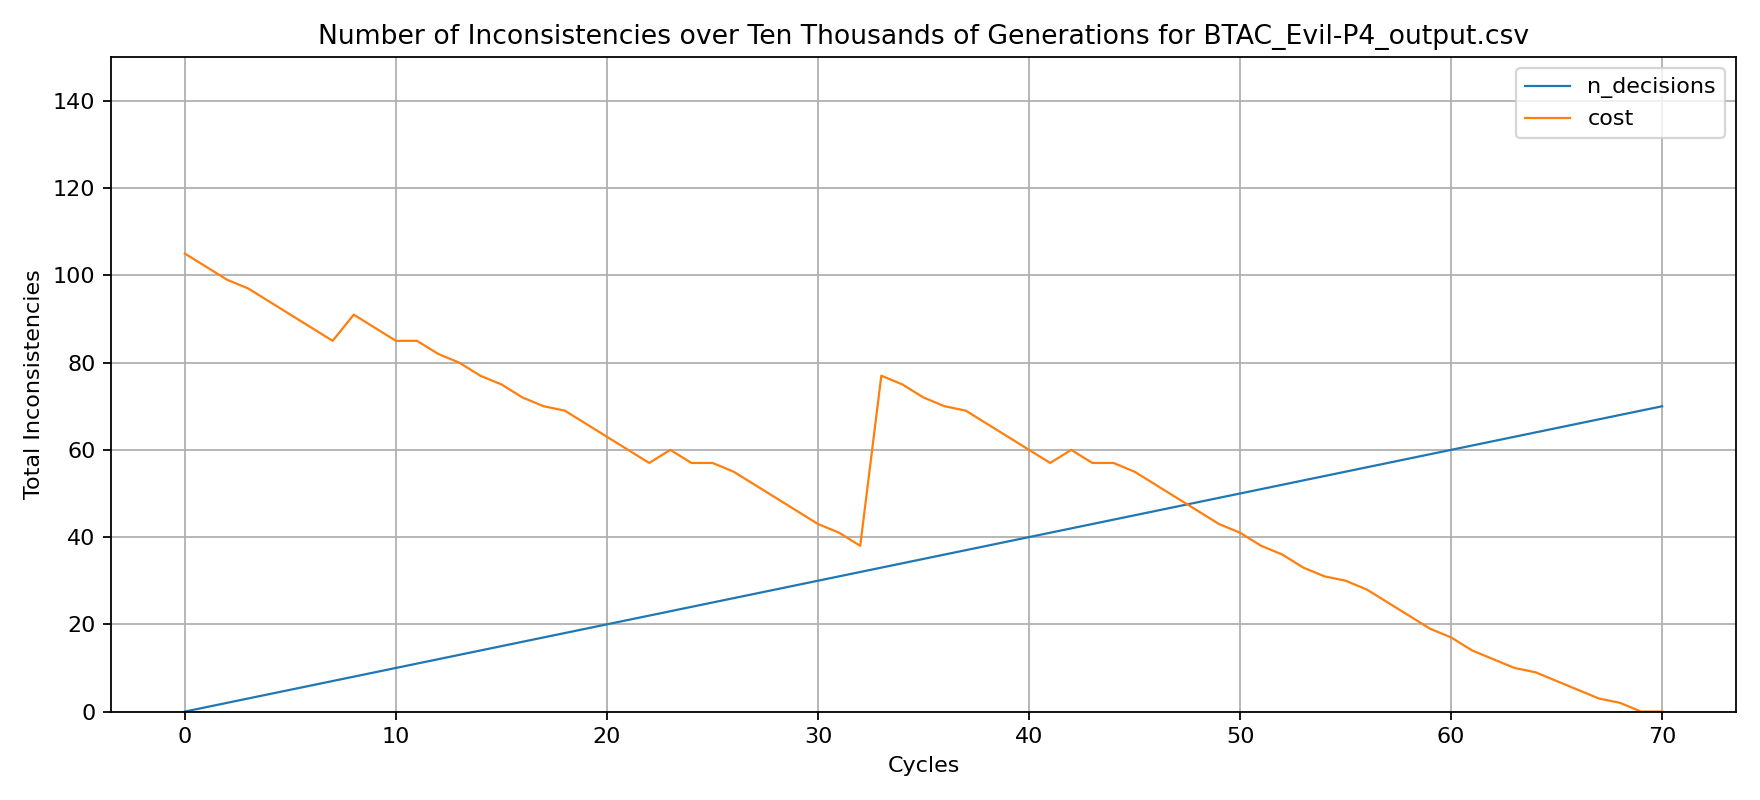 Number of Inconsistencies over Ten Thousands of Generations for BTAC_Evil-P4_output.csv
n_decisions
cost
Total Inconsistencies
140
120
100
80
60
40
20
0
0 10 20 30 40 50 60 70
Cycles